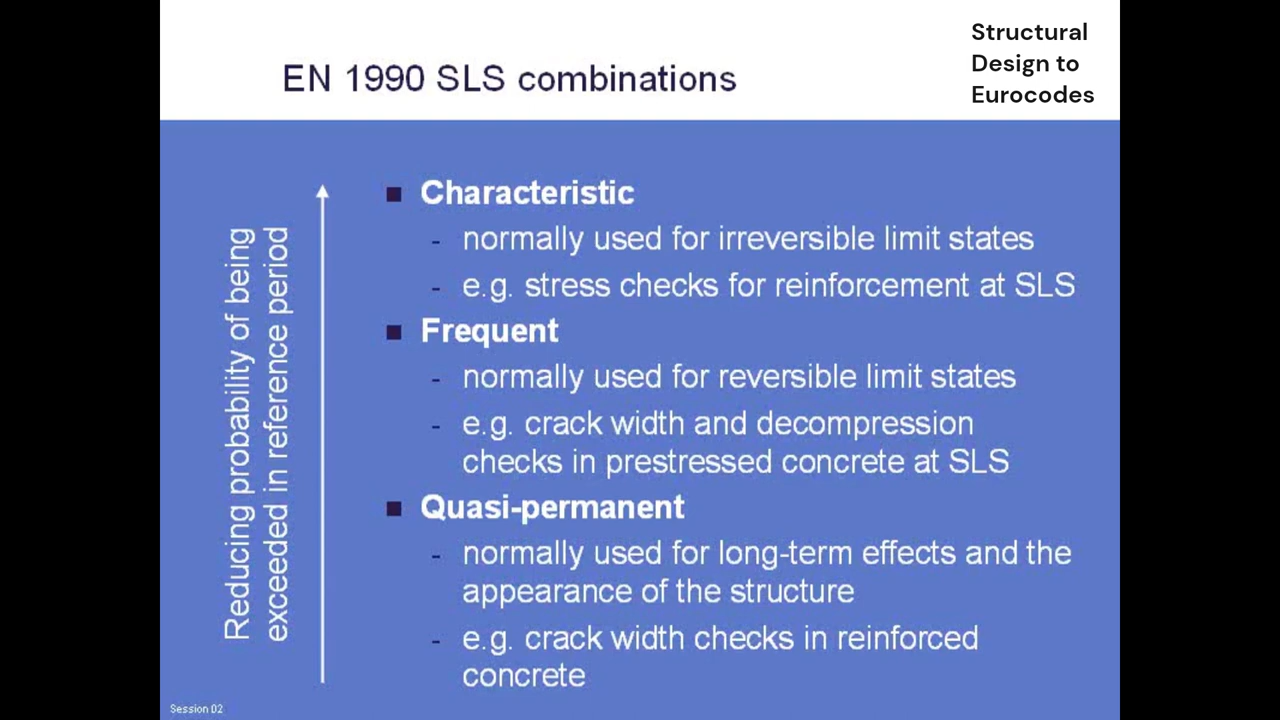 EN 1990 SLS combinations
Structural
Design to
Eurocodes
Reducing probability of being
exceeded in reference period
Characteristic
- normally used for irreversible limit states
- e.g. stress checks for reinforcement at SLS
Frequent
- normally used for reversible limit states
- e.g. crack width and decompression
checks in prestressed concrete at SLS
Quasi-permanent
- normally used for long-term effects and the
appearance of the structure
- e.g. crack width checks in reinforced
concrete
Session 02